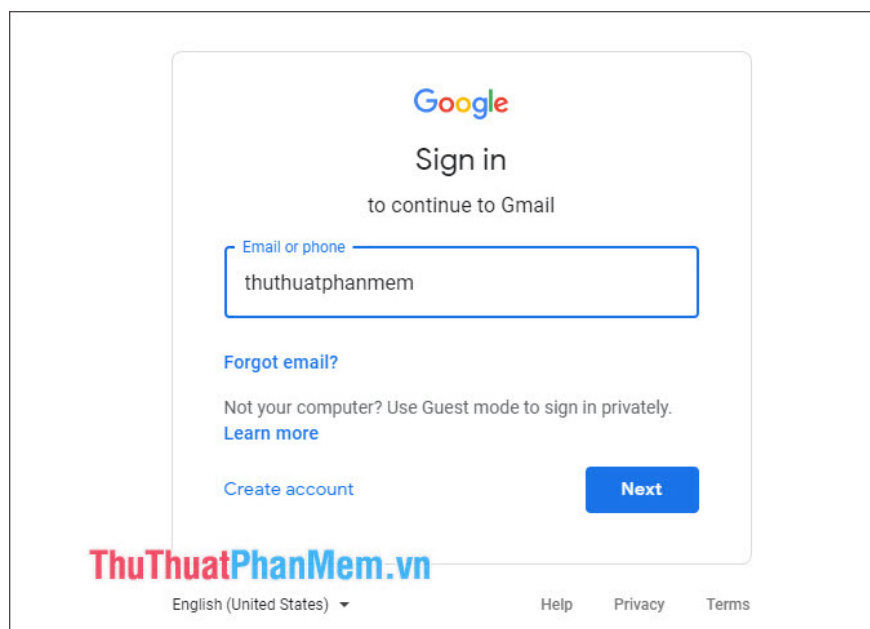 Google
Sign in
to continue to Gmail
Email or phone
thuthuatphanmem
Forgot email?
Not your computer? Use Guest mode to sign in privately.
Learn more
Create account
Next
ThuThuatPhanMem.vn
English (United States)
Help
Privacy
Terms